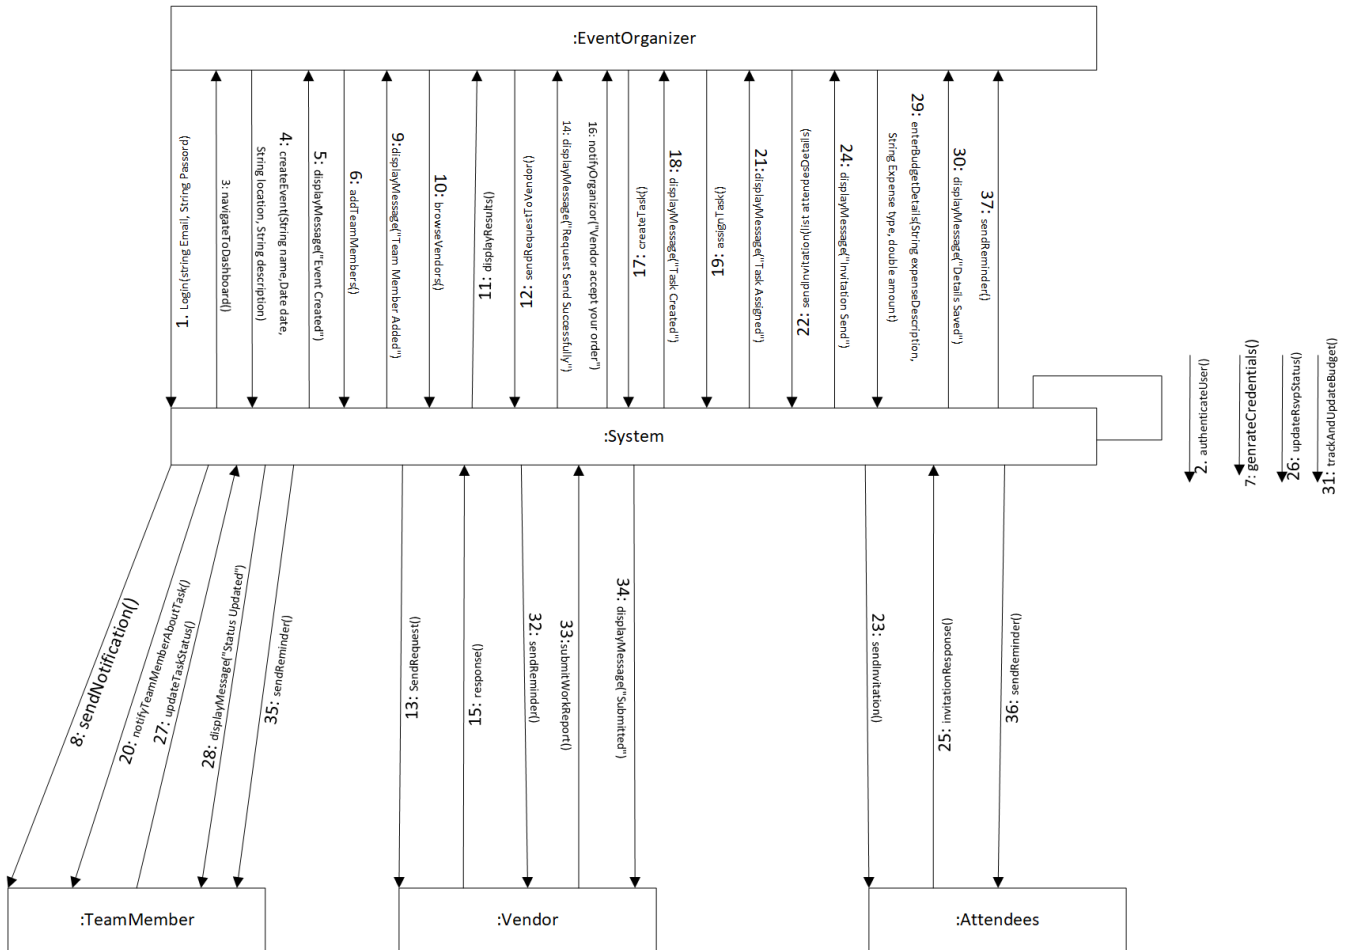 :EventOrganizer
1. Login(string Email, String Passord)
3: navigateToDashboard()
4: createEvent(String name,Date date,
String location, String description)
5: displayMessage("Event Created")
6: addTeamMembers()
9:displayMessage("Team Member Added")
10: browseVendors()
11: displayResults()
12: sendRequestToVendor()
14: displayMessage("Request Send Successfully")
16: notifyOrganizor("Vendor accept your
order")
17: createTask()
18: displayMessage("Task Created")
19: assignTask()
21:displayMessage("Task Assigned")
22: sendInvitation(list attendesDetails)
24: displayMessage("Invitation Send")
29: enterBudgetDetails(String expenseDescription,
String Expense type, double amount)
30: displayMessage("Details Saved")
37: sendReminder()
:System
2. authenticateUser()
7: genrateCredentials()
26: updateRsvpStatus()
31: trackAndUpdateBudget()
8: sendNotification()
20: notifyTeamMemberAboutTask()
27: updateTaskStatus()
28: displayMessage("Status Updated")
35: sendReminder()
13: SendRequest()
15: response()
32: sendReminder()
33:submitWorkReport()
34: displayMessage("Submitted")
23: sendInvitation()
25: invitationResponse()
36: sendReminder()
:TeamMember
:Vendor
:Attendees